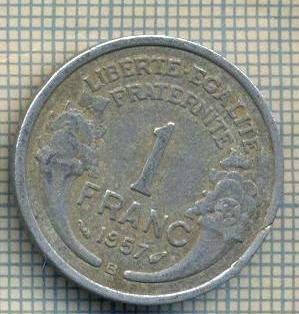 LIBERTE·EGALITE
FRATERNITE
1
FRANC
1957
B